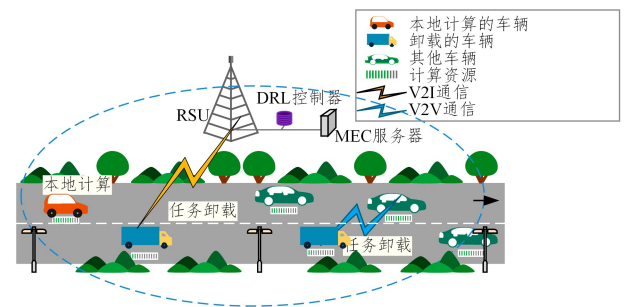 本地计算的车辆
卸载的车辆
其他车辆
计算资源
V2I通信
V2V通信
DRL控制器
RSU
MEC服务器
本地计算
任务卸载
任务卸载